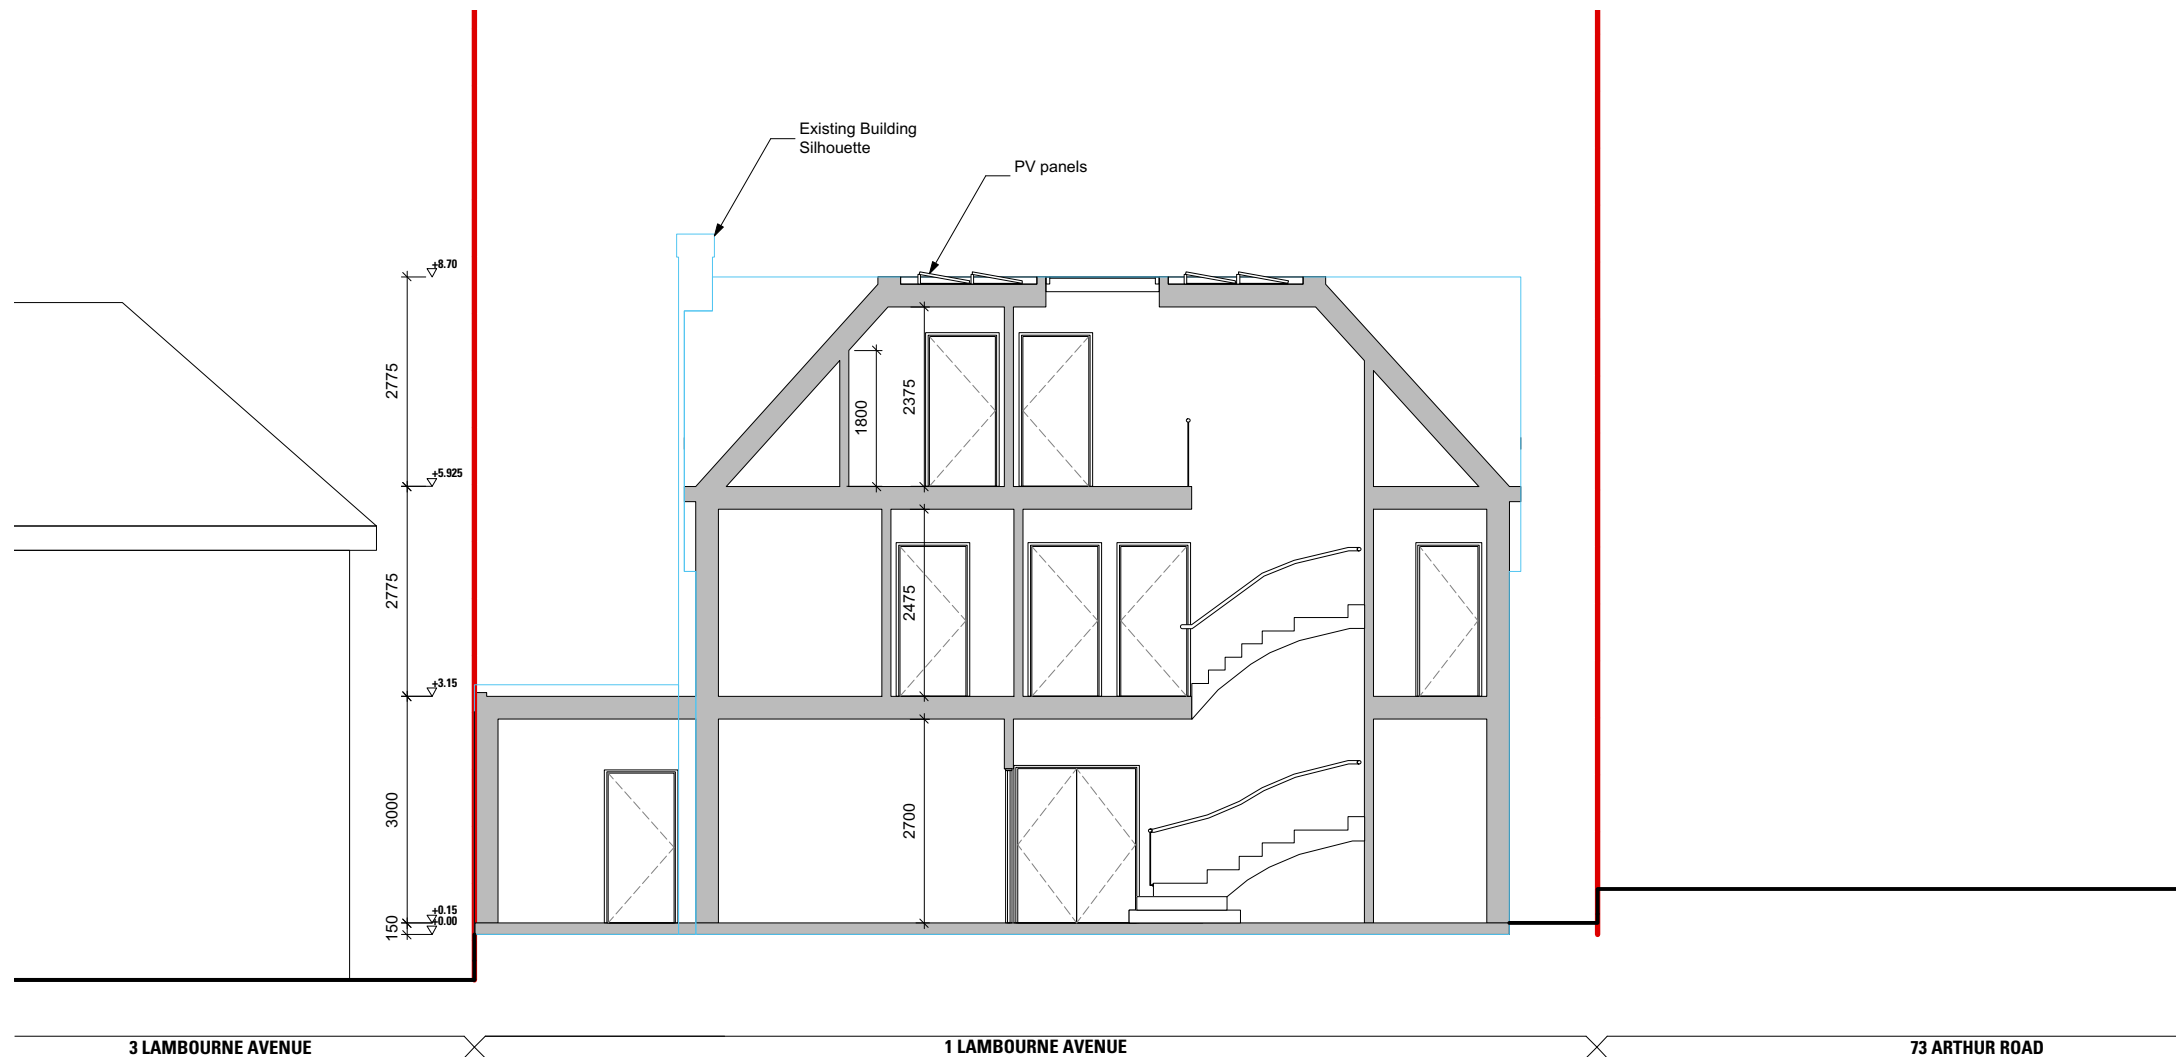 Existing Building
Silhouette
PV panels
+8.70
2775
2375
1800
+5.925
2775
2475
+3.15
3000
2700
+0.15
+0.00
150
3 LAMBOURNE AVENUE
1 LAMBOURNE AVENUE
73 ARTHUR ROAD